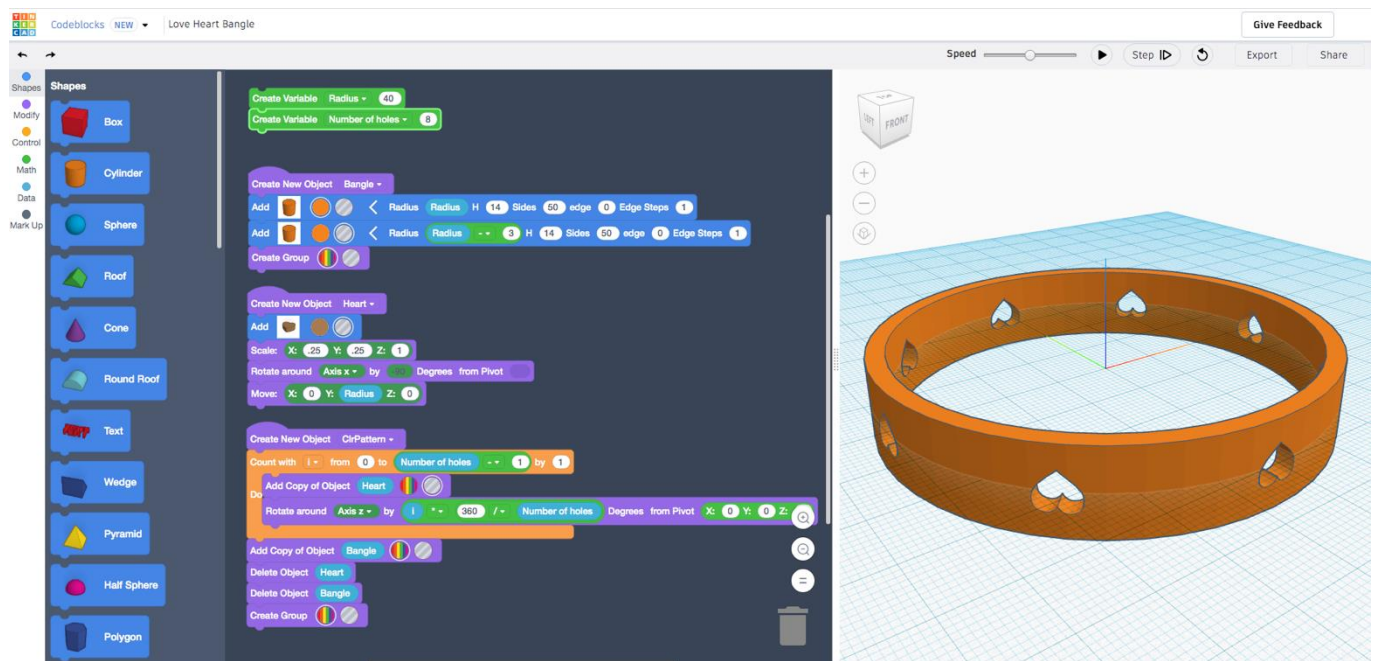 TIN
KER
CAD
Codeblocks NEW Love Heart Bangle Give Feedback
Speed Step Export Share
Shapes
Modify
Control
Math
Data
Mark Up
Shapes
Box
Cylinder
Sphere
Roof
Cone
Round Roof
Text
Wedge
Pyramid
Half Sphere
Polygon
Create Variable Radius 40
Create Variable Number of holes 8
Create New Object Bangle
Add Radius Radius H 14 Sides 50 edge 0 Edge Steps 1
Add Radius Radius - 3 H 14 Sides 50 edge 0 Edge Steps 1
Create Group
Create New Object Heart
Add
Scale: X: .25 Y: .25 Z: 1
Rotate around Axis x by -90 Degrees from Pivot
Move: X: 0 Y: Radius Z: 0
Create New Object ClrPattern
Count with i from 0 to Number of holes - 1 by 1
Add Copy of Object Heart
Do
Rotate around Axis z by i * 360 / Number of holes Degrees from Pivot X: 0 Y: 0 Z:
Add Copy of Object Bangle
Delete Object Heart
Delete Object Bangle
Create Group
LEFT FRONT